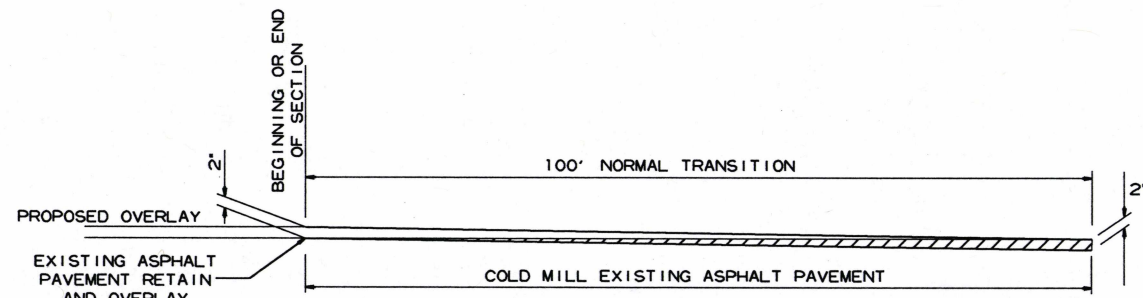 BEGINNING OR END
OF SECTION
2"
100' NORMAL TRANSITION
2"
PROPOSED OVERLAY
EXISTING ASPHALT
PAVEMENT RETAIN
AND OVERLAY
COLD MILL EXISTING ASPHALT PAVEMENT